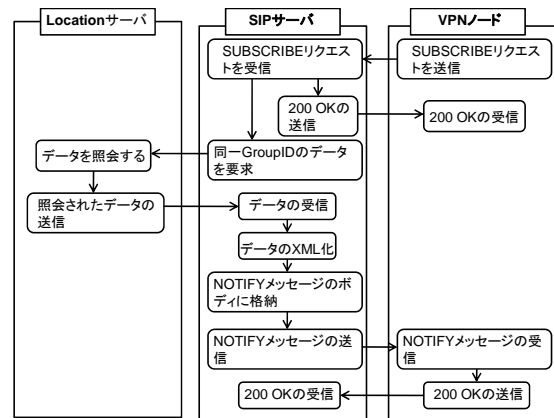 Locationサーバ
SIPサーバ
VPNノード
SUBSCRIBEリクエス
トを受信
SUBSCRIBEリクエス
トを送信
200 OKの
送信
200 OKの受信
データを照会する
同一GroupIDのデータ
を要求
照会されたデータの
送信
データの受信
データのXML化
NOTIFYメッセージのボ
ディに格納
NOTIFYメッセージの送
信
NOTIFYメッセージの受
信
200 OKの受信
200 OKの送信